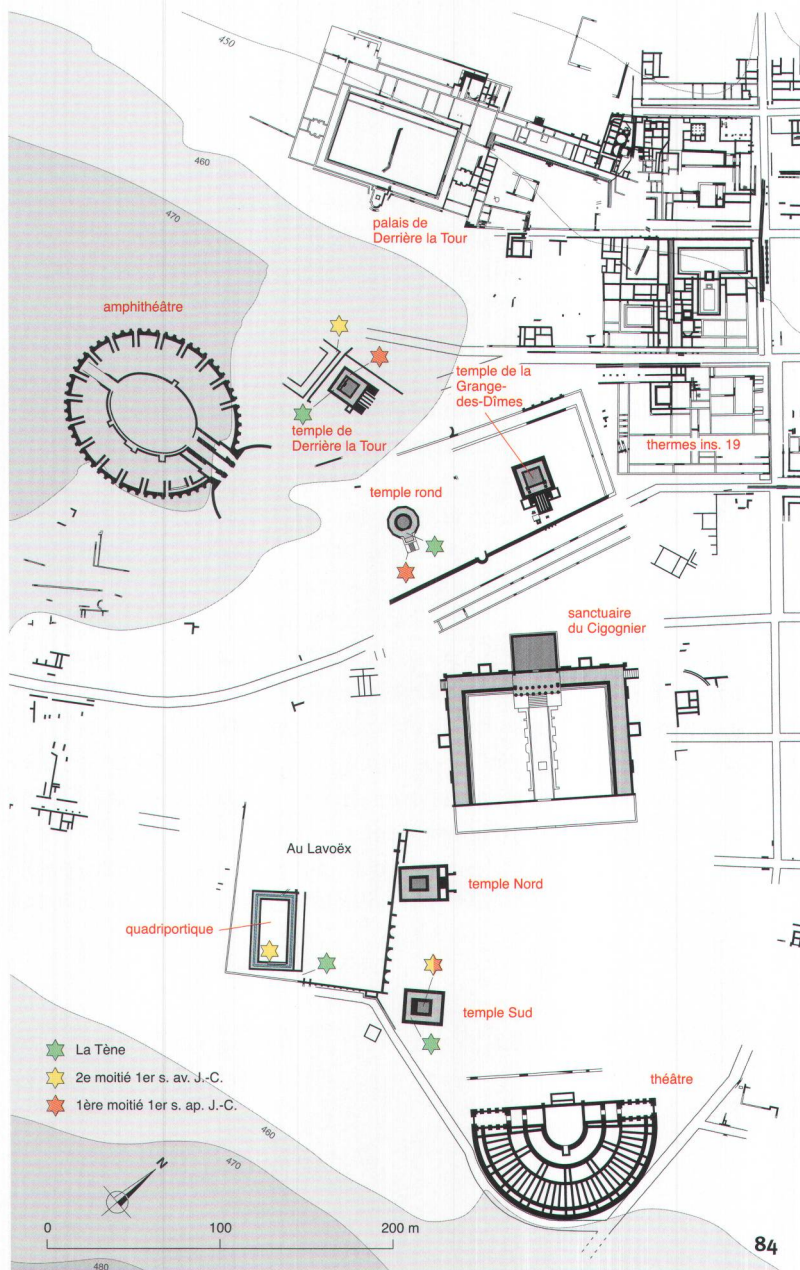 450
460
470
palais de
Derrière la Tour
amphithéâtre
temple de la
Grange-
des-Dîmes
temple de
Derrière la Tour
thermes ins. 19
temple rond
sanctuaire
du Cigognier
Au Lavoëx
temple Nord
quadriportique
temple Sud
La Tène
2e moitié 1er s. av. J.-C.
1ère moitié 1er s. ap. J.-C.
théâtre
460
470
N
0 100 200 m
480
84